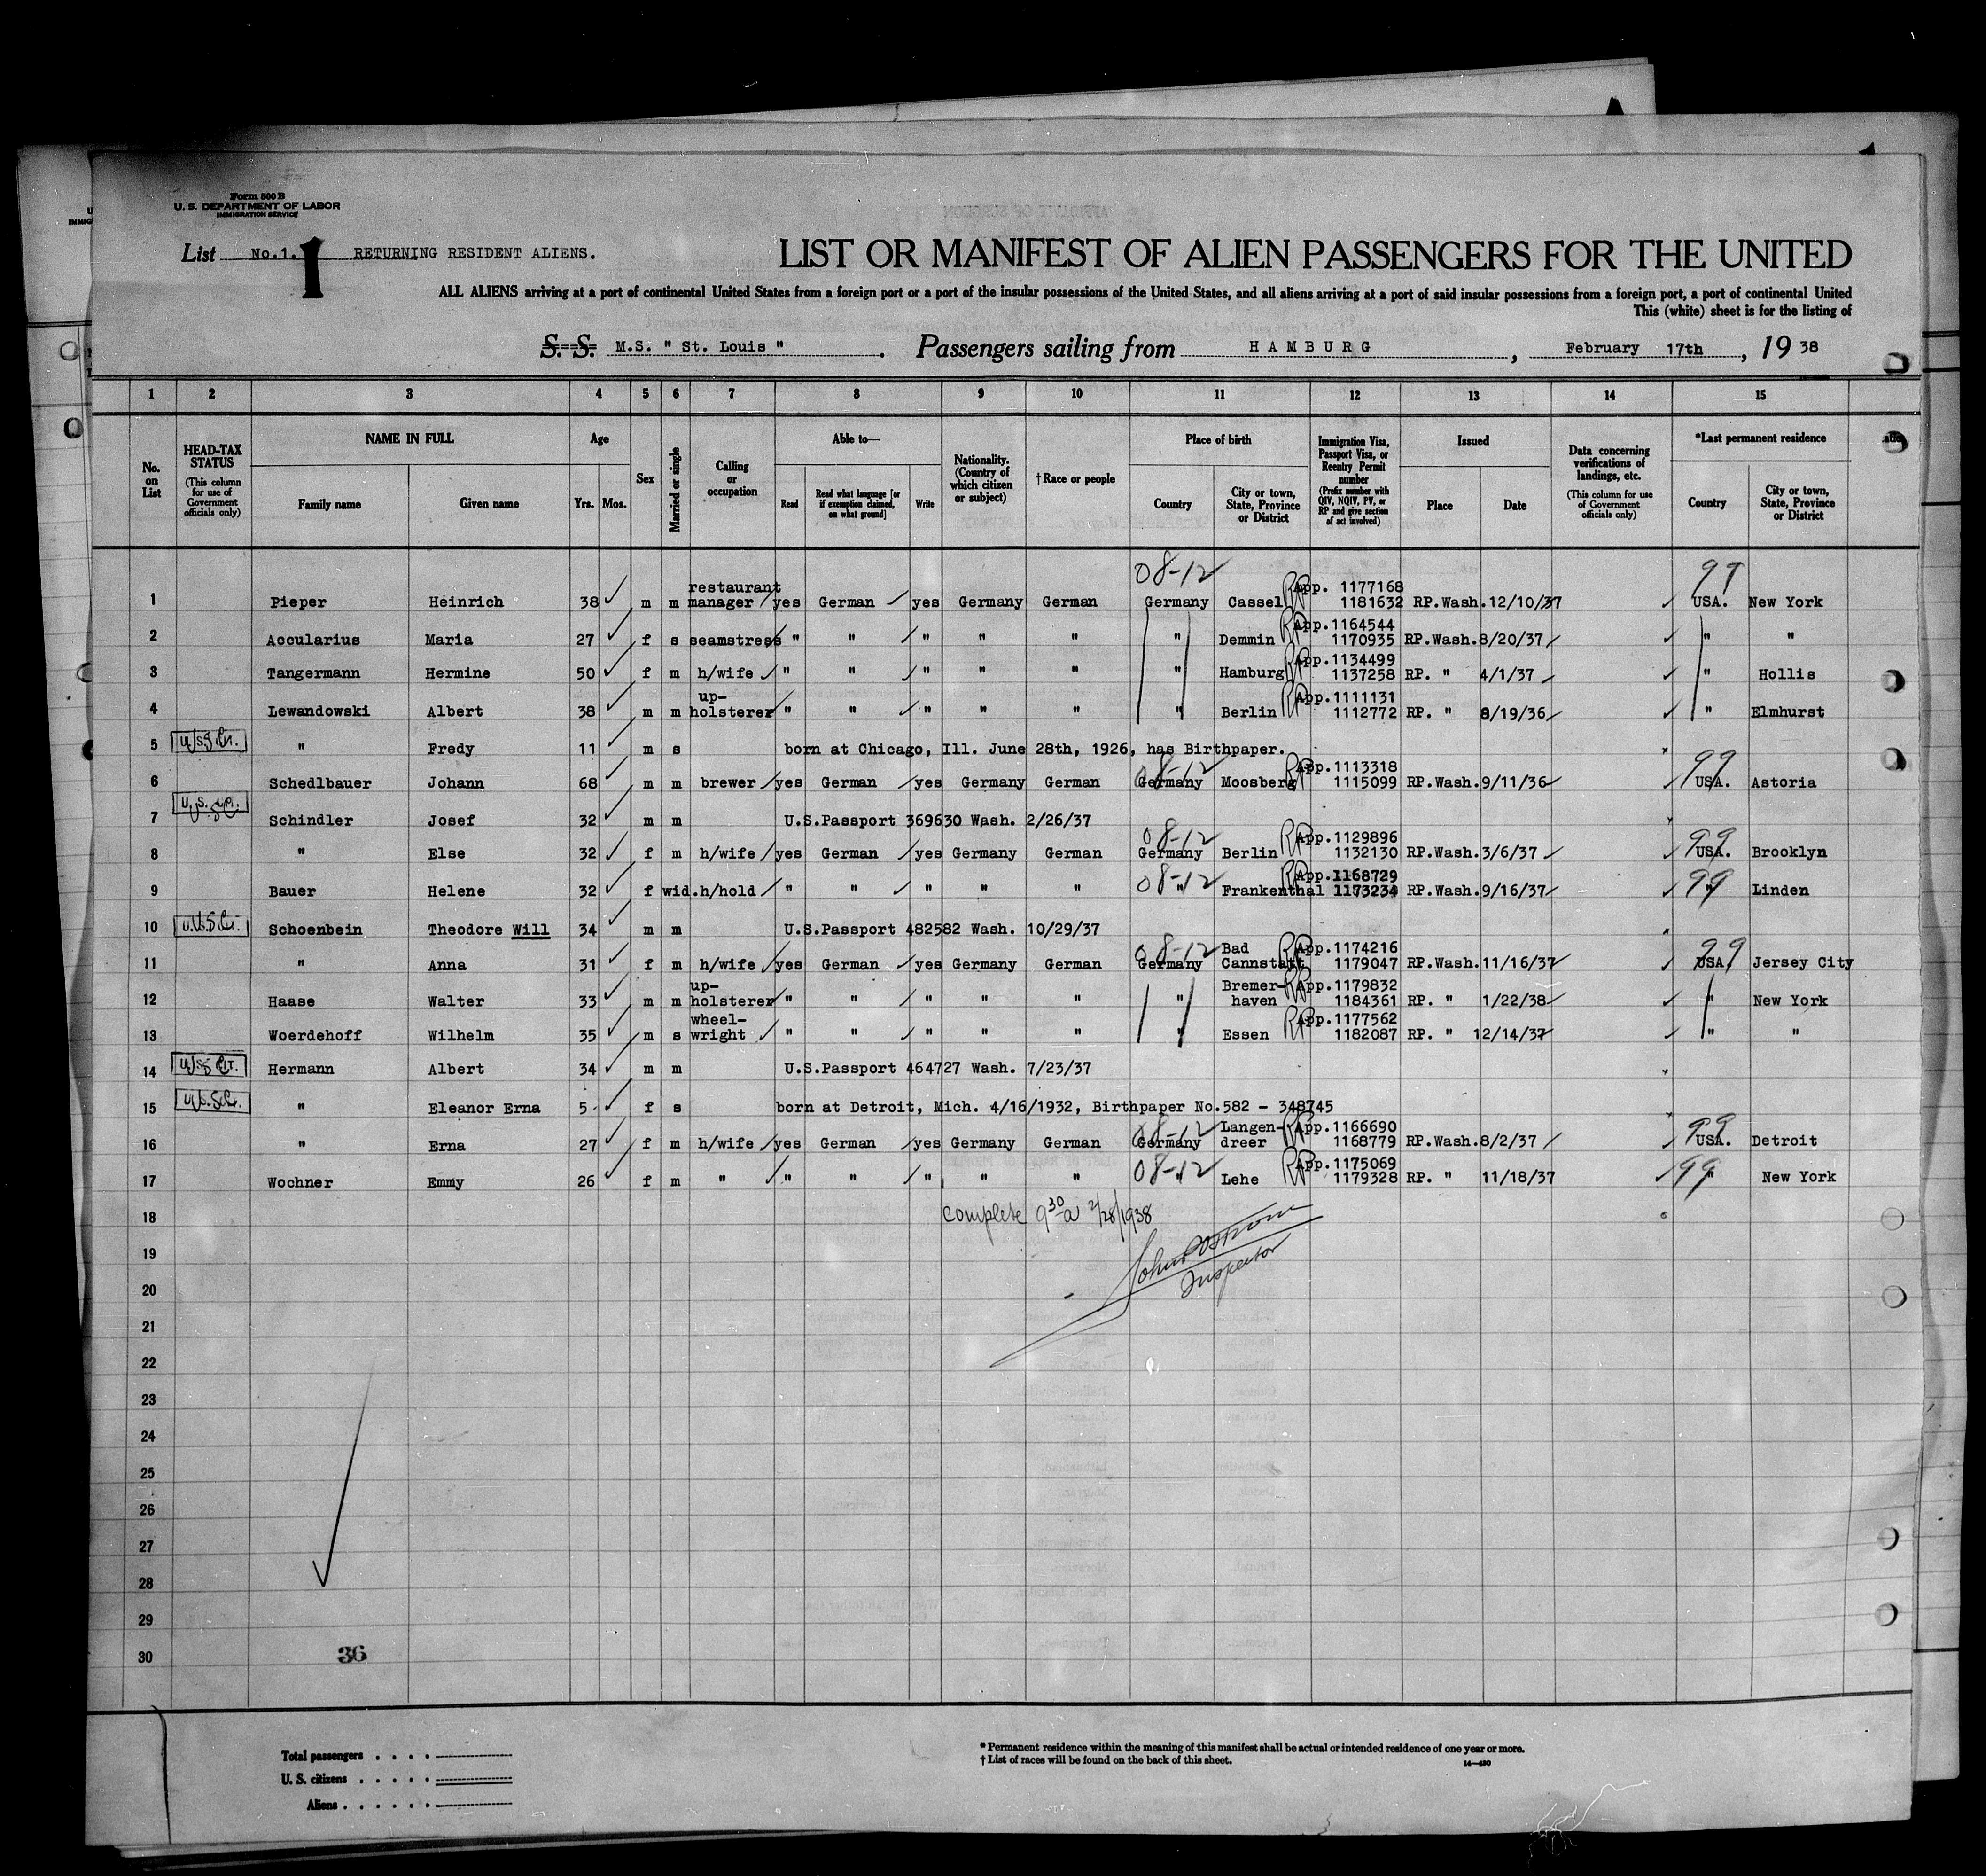 Form 500 B
U. S. DEPARTMENT OF LABOR
IMMIGRATION SERVICE
List No.1. 1 RETURNING RESIDENT ALIENS.
LIST OR MANIFEST OF ALIEN PASSENGERS FOR THE UNITED
ALL ALIENS arriving at a port of continental United States from a foreign port or a port of the insular possessions of the United States, and all aliens arriving at a port of said insular possessions from a foreign port, a port of continental United
This (white) sheet is for the listing of
S. S. M.S. " St. Louis " . Passengers sailing from HAMBURG , February 17th , 19 38
1 2 3 4 5 6 7 8 9 10 11 12 13 14 15
No. on List
HEAD-TAX STATUS (This column for use of Government officials only)
NAME IN FULL Family name Given name
Age Yrs. Mos.
Sex
Married or single
Calling or occupation
Able to— Read Read what language [or if exemption claimed, on what ground] Write
Nationality. (Country of which citizen or subject)
† Race or people
Place of birth Country City or town, State, Province or District
Immigration Visa, Passport Visa, or Reentry Permit number (Prefix number with QIV, NQIV, PV, or RP and give section of act involved)
Issued Place Date
Data concerning verifications of landings, etc. (This column for use of Government officials only)
*Last permanent residence Country City or town, State, Province or District
08-12 99
1 Pieper Heinrich 38 m m restaurant manager yes German yes Germany German Germany Cassel RP App. 1177168 1181632 RP.Wash. 12/10/37 USA. New York
2 Accularius Maria 27 f s seamstress " " " " " " Demmin RP App.1164544 1170935 RP.Wash. 8/20/37 " "
3 Tangermann Hermine 50 f m h/wife " " " " " " Hamburg RP App.1134499 1137258 RP. " 4/1/37 " Hollis
4 Lewandowski Albert 38 m m up-holsterer " " " " " " Berlin RP App.1111131 1112772 RP. " 8/19/36 " Elmhurst
5 U.S. Cit. " Fredy 11 m s born at Chicago, Ill. June 28th, 1926, has Birthpaper.
6 Schedlbauer Johann 68 m m brewer yes German yes Germany German 08-12 Germany Moosberg RP App.1113318 1115099 RP.Wash. 9/11/36 99 USA. Astoria
7 U.S. Cit. Schindler Josef 32 m m U.S.Passport 369630 Wash. 2/26/37
8 " Else 32 f m h/wife yes German yes Germany German 08-12 Germany Berlin RP App.1129896 1132130 RP.Wash. 3/6/37 99 USA. Brooklyn
9 Bauer Helene 32 f wid. h/hold " " " " " 08-12 " Frankenthal RP App.1168729 1173234 RP.Wash. 9/16/37 99 " Linden
10 U.S. Cit. Schoenbein Theodore Will 34 m m U.S.Passport 482582 Wash. 10/29/37
11 " Anna 31 f m h/wife yes German yes Germany German 08-12 Germany Bad Cannstatt RP App.1174216 1179047 RP.Wash. 11/16/37 99 USA. Jersey City
12 Haase Walter 33 m m up-holsterer " " " " " " Bremer-haven RP App.1179832 1184361 RP. " 1/22/38 " New York
13 Woerdehoff Wilhelm 35 m s wheel-wright " " " " " " Essen RP App.1177562 1182087 RP. " 12/14/37 " "
14 U.S. CIT. Hermann Albert 34 m m U.S.Passport 464727 Wash. 7/23/37
15 U.S. Cit. " Eleanor Erna 5 f s born at Detroit, Mich. 4/16/1932, Birthpaper No.582 - 348745
16 " Erna 27 f m h/wife yes German yes Germany German 08-12 Germany Langen-dreer RP App.1166690 1168779 RP.Wash. 8/2/37 99 USA. Detroit
17 Wochner Emmy 26 f m " " " " " " 08-12 " Lehe RP App.1175069 1179328 RP. " 11/18/37 99 " New York
18 complete 9 30 a 2/28/1938
19
Inspector
20
21
22
23
24
25
26
27
28
29
30 36
Total passengers
U. S. citizens
Aliens
* Permanent residence within the meaning of this manifest shall be actual or intended residence of one year or more.
† List of races will be found on the back of this sheet.
14—430